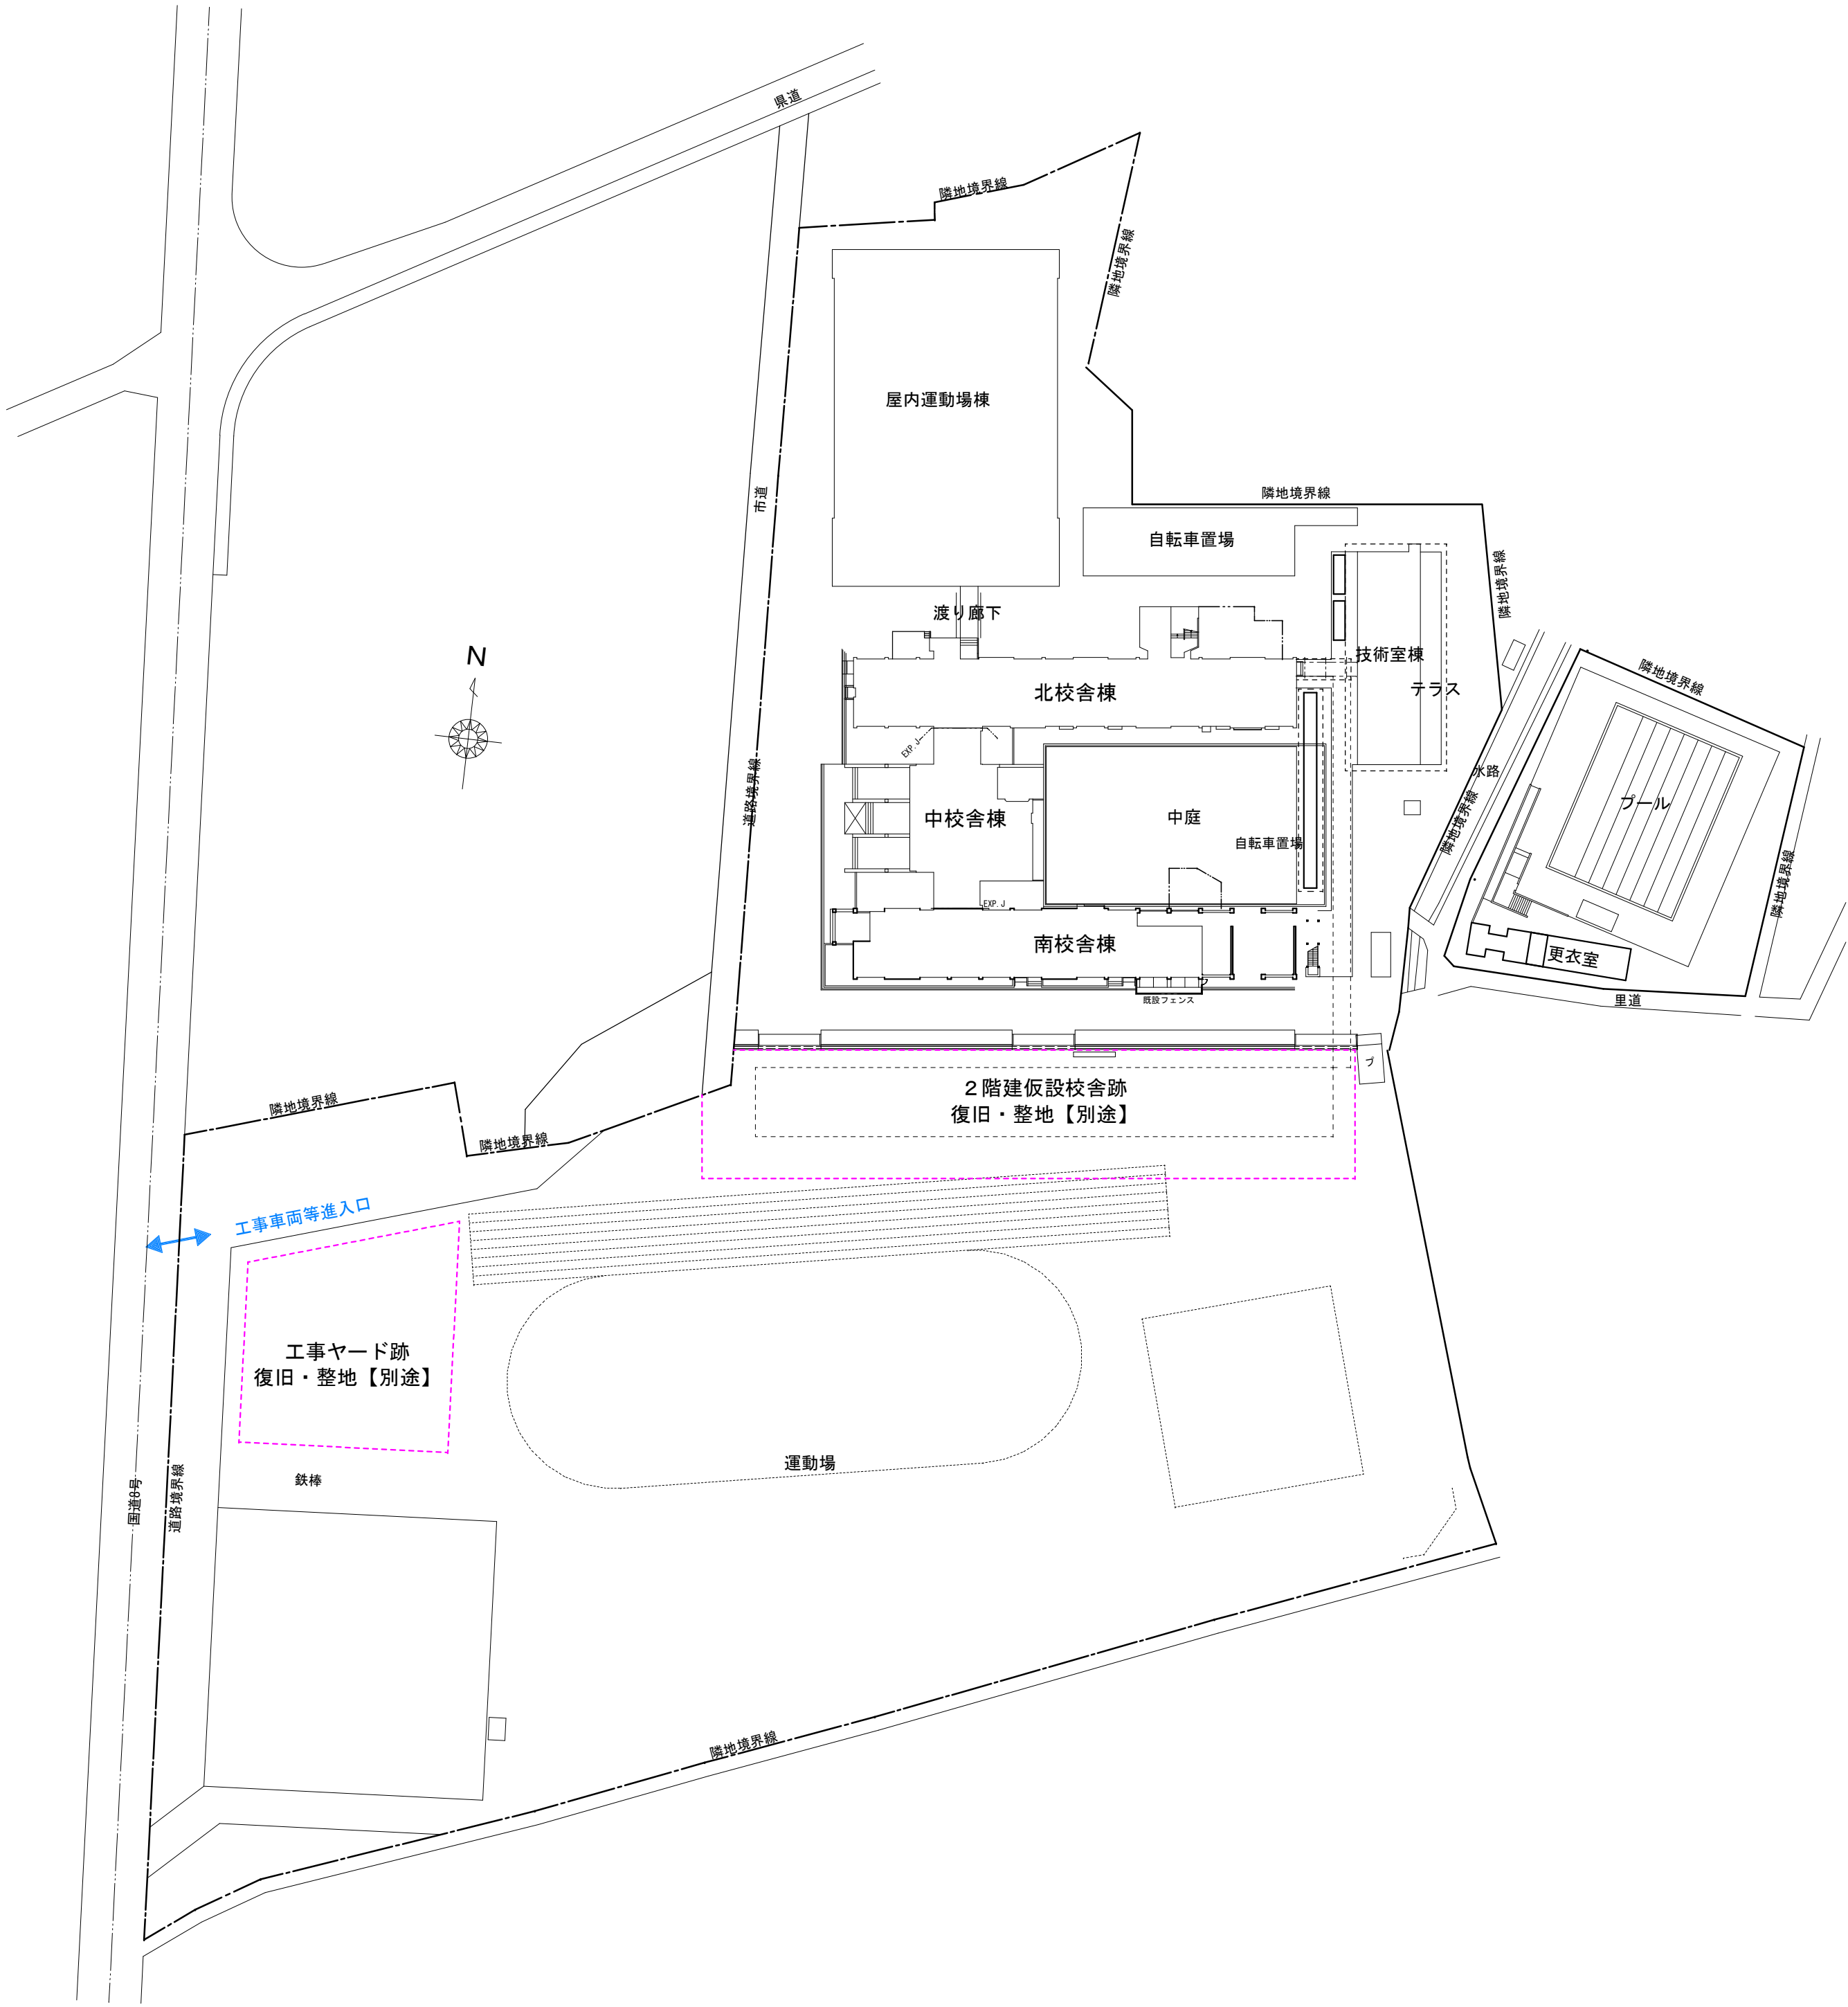 県道
隣地境界線
隣地境界線
屋内運動場棟
市道
隣地境界線
自転車置場
隣地境界線
渡り廊下
N
技術室棟
隣地境界線
北校舎棟
テラス
EXP.J
水路
道路境界線
プール
中校舎棟
中庭
隣地境界線
自転車置場
隣地境界線
EXP.J
南校舎棟
更衣室
既設フェンス
里道
プ
２階建仮設校舎跡
復旧・整地【別途】
隣地境界線
隣地境界線
工事車両等進入口
工事ヤード跡
復旧・整地【別途】
運動場
鉄棒
国道8号
道路境界線
隣地境界線